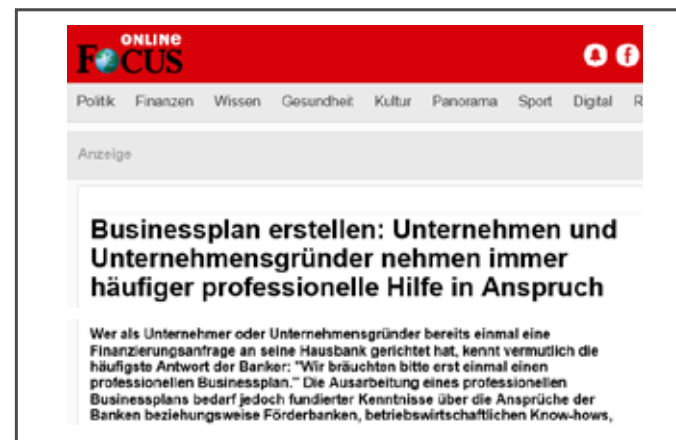 ONLINE
FOCUS
Politik Finanzen Wissen Gesundheit Kultur Panorama Sport Digital R
Anzeige
Businessplan erstellen: Unternehmen und
Unternehmensgründer nehmen immer
häufiger professionelle Hilfe in Anspruch
Wer als Unternehmer oder Unternehmensgründer bereits einmal eine
Finanzierungsanfrage an seine Hausbank gerichtet hat, kennt vermutlich die
häufigste Antwort der Banker: "Wir bräuchten bitte erst einmal einen
professionellen Businessplan." Die Ausarbeitung eines professionellen
Businessplans bedarf jedoch fundierter Kenntnisse über die Ansprüche der
Banken beziehungsweise Förderbanken, betriebswirtschaftlichen Know-hows,